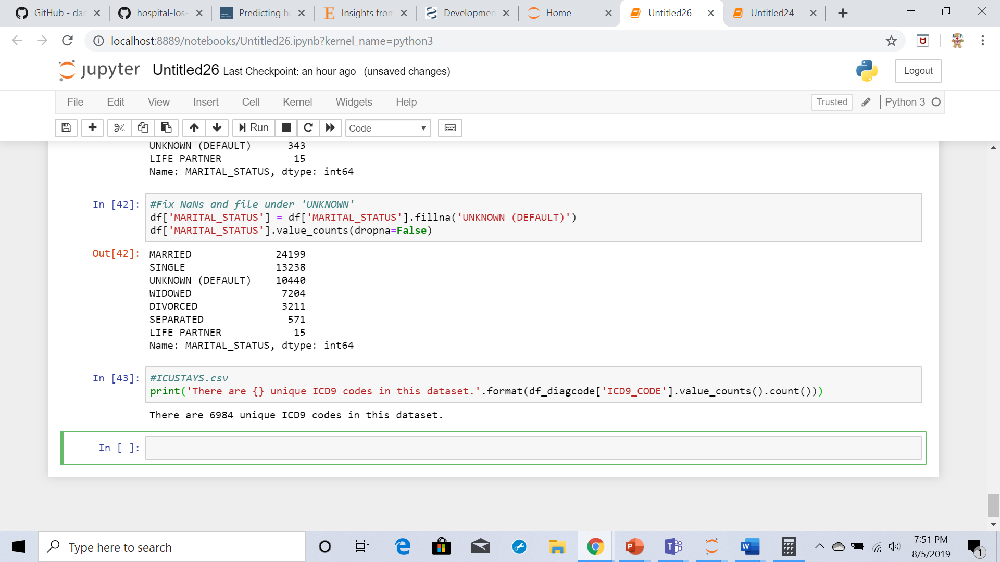 GitHub - dar
hospital-los-
Predicting ho
Insights from
Developmen
Home
Untitled26
Untitled24
localhost:8889/notebooks/Untitled26.ipynb?kernel_name=python3
jupyter Untitled26 Last Checkpoint: an hour ago (unsaved changes)
Logout
File Edit View Insert Cell Kernel Widgets Help
Trusted Python 3
Run Code
UNKNOWN (DEFAULT) 343
LIFE PARTNER 15
Name: MARITAL_STATUS, dtype: int64
In [42]: #Fix NaNs and file under 'UNKNOWN'
df['MARITAL_STATUS'] = df['MARITAL_STATUS'].fillna('UNKNOWN (DEFAULT)')
df['MARITAL_STATUS'].value_counts(dropna=False)
Out[42]: MARRIED 24199
SINGLE 13238
UNKNOWN (DEFAULT) 10440
WIDOWED 7204
DIVORCED 3211
SEPARATED 571
LIFE PARTNER 15
Name: MARITAL_STATUS, dtype: int64
In [43]: #ICUSTAYS.csv
print('There are {} unique ICD9 codes in this dataset.'.format(df_diagcode['ICD9_CODE'].value_counts().count()))
There are 6984 unique ICD9 codes in this dataset.
In [ ]:
Type here to search
7:51 PM
8/5/2019
1